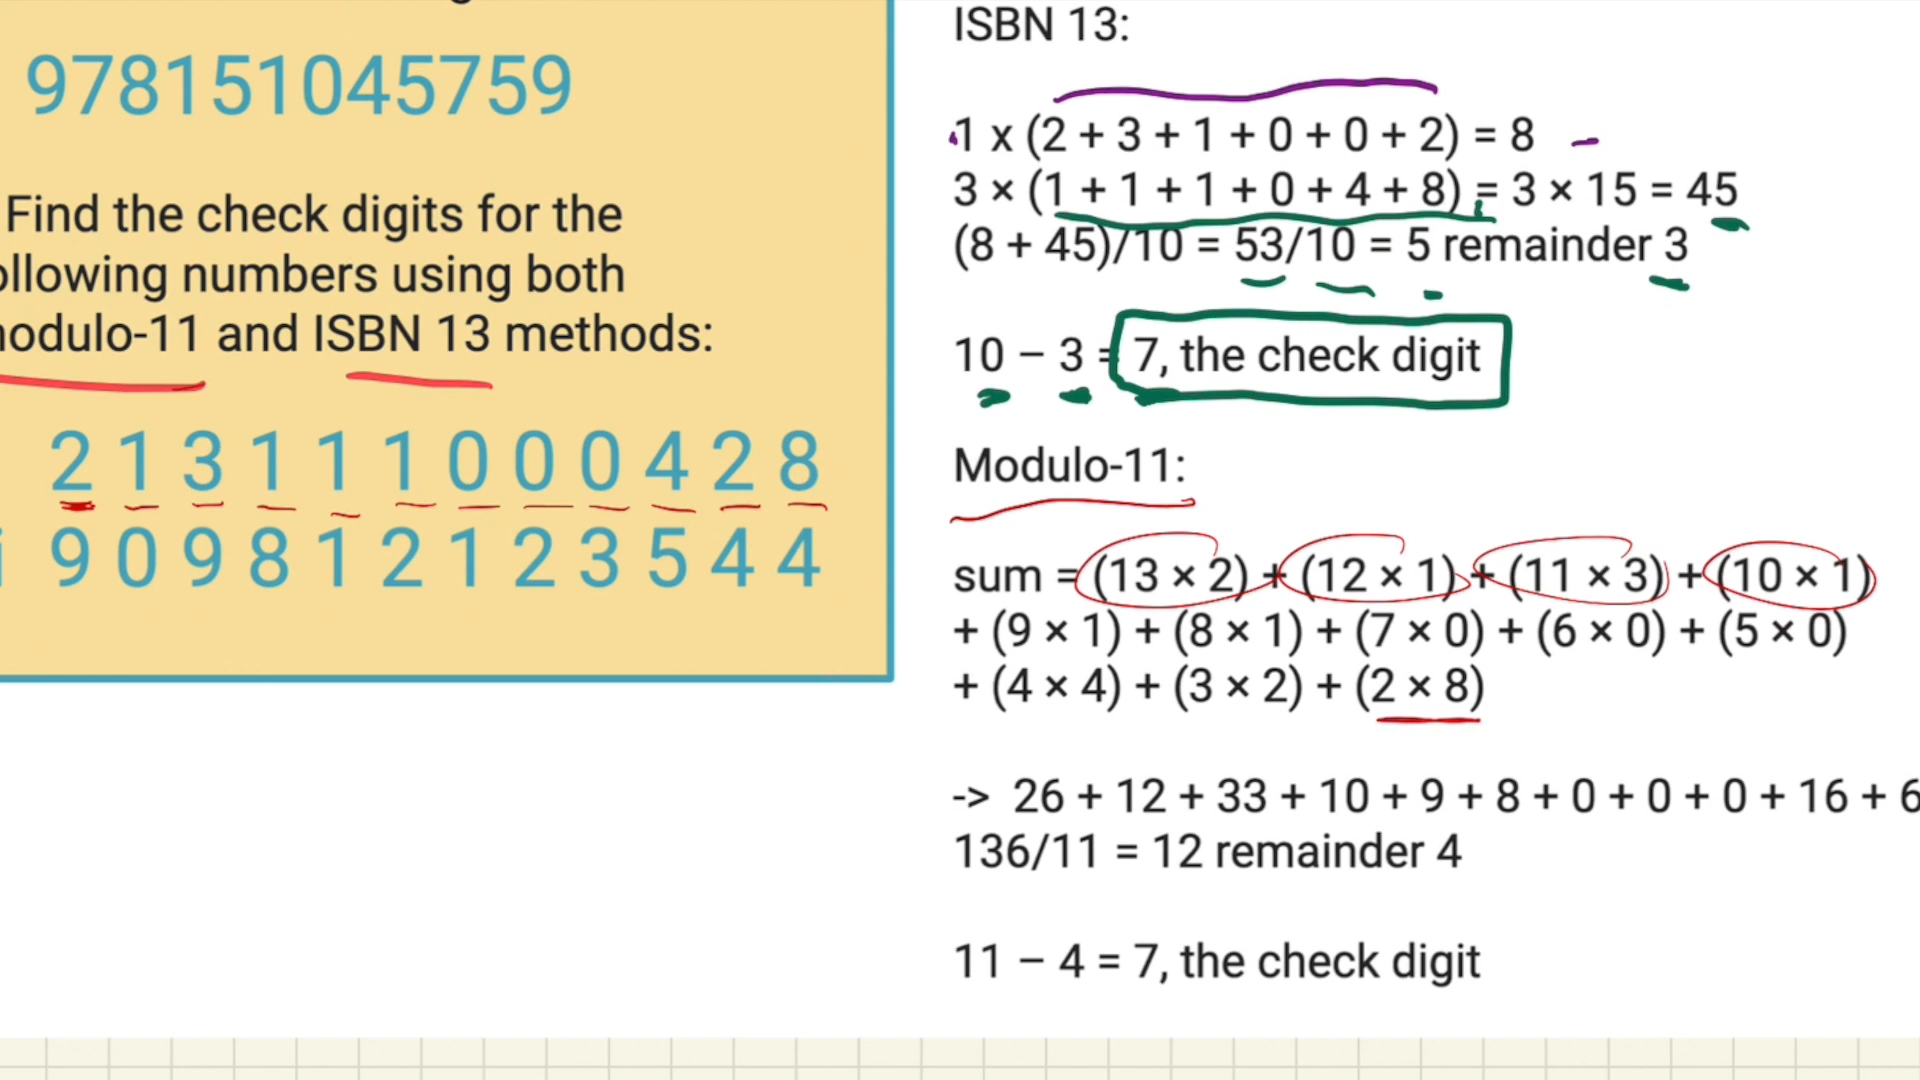 978151045759
Find the check digits for the
ollowing numbers using both
nodulo-11 and ISBN 13 methods:
2 1 3 1 1 1 0 0 0 4 2 8
i 9 0 9 8 1 2 1 2 3 5 4 4
ISBN 13:
1 x (2 + 3 + 1 + 0 + 0 + 2) = 8
3 × (1 + 1 + 1 + 0 + 4 + 8) = 3 × 15 = 45
(8 + 45)/10 = 53/10 = 5 remainder 3
10 – 3 = 7, the check digit
Modulo-11:
sum = (13 × 2) + (12 × 1) + (11 × 3) + (10 × 1)
+ (9 × 1) + (8 × 1) + (7 × 0) + (6 × 0) + (5 × 0)
+ (4 × 4) + (3 × 2) + (2 × 8)
-> 26 + 12 + 33 + 10 + 9 + 8 + 0 + 0 + 0 + 16 + 6
136/11 = 12 remainder 4
11 – 4 = 7, the check digit